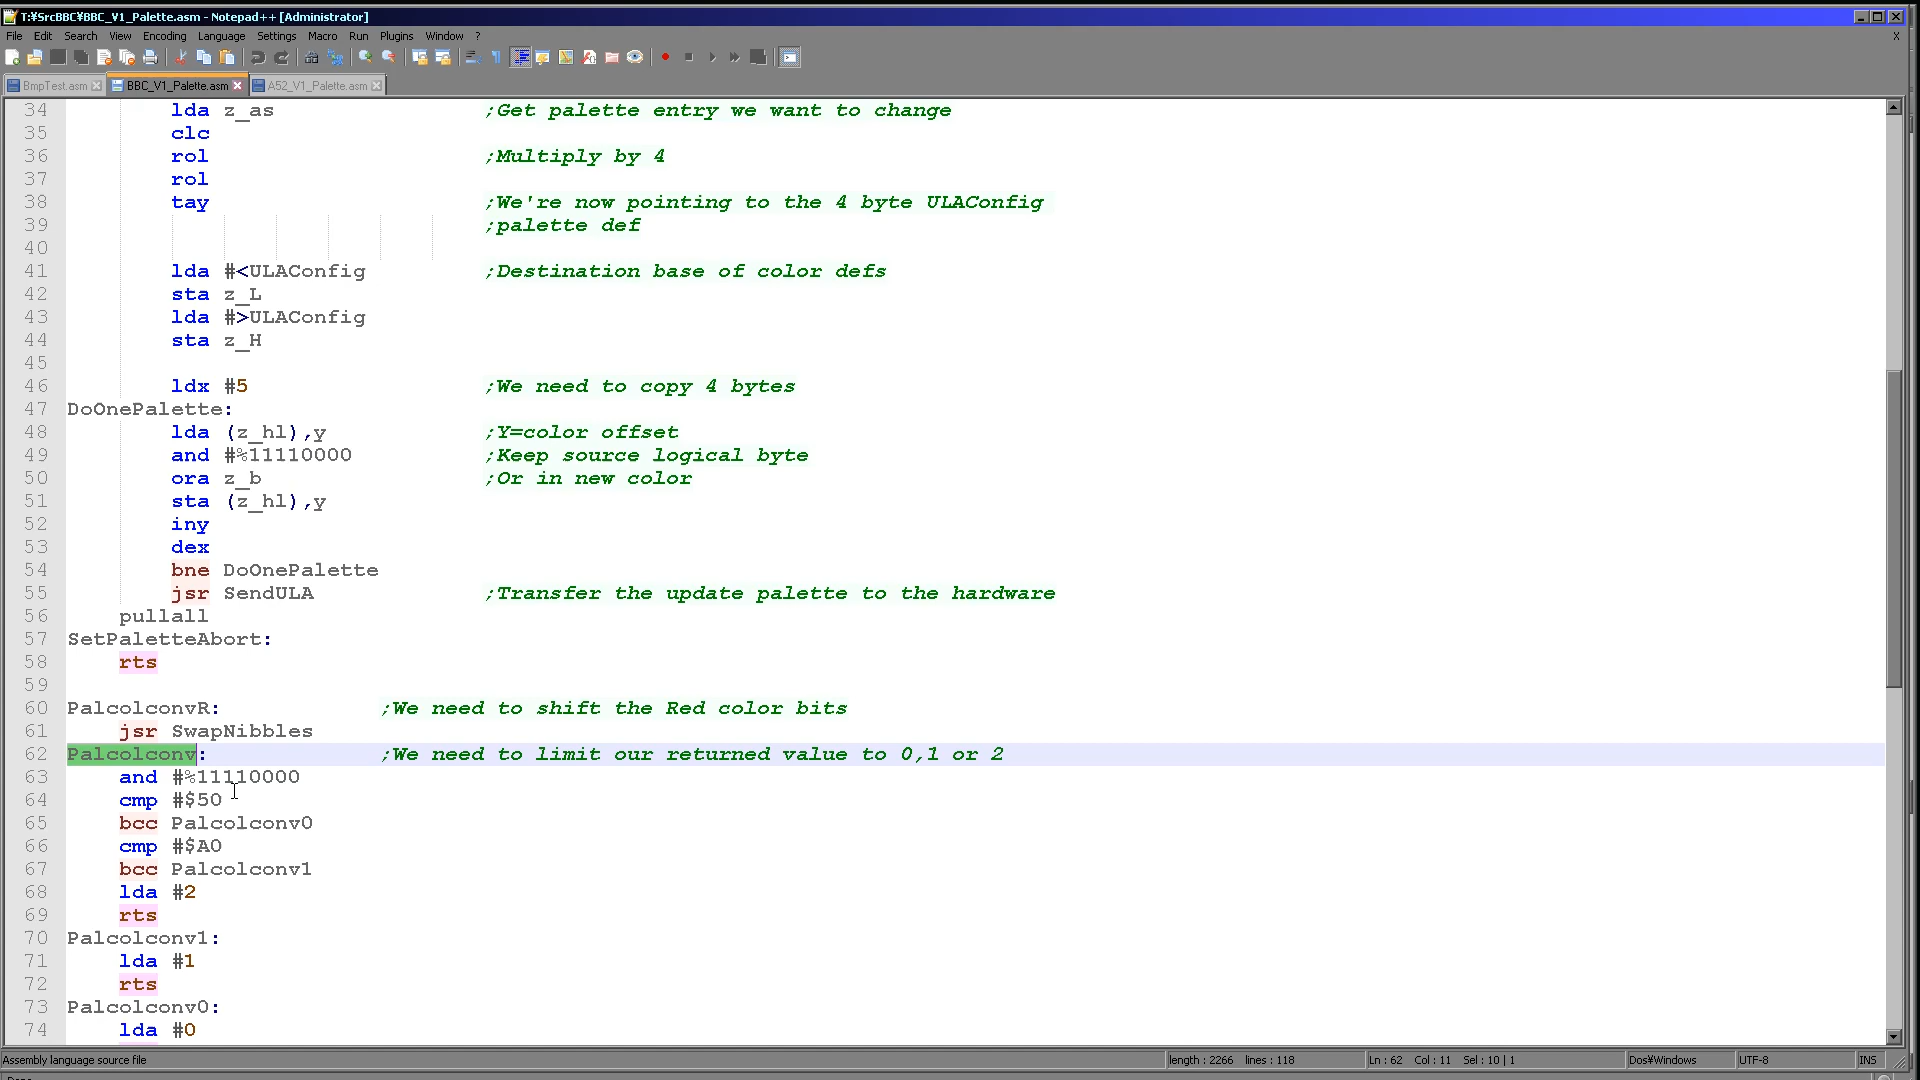 T:¥SrcBBC¥BBC_V1_Palette.asm - Notepad++ [Administrator]
File Edit Search View Encoding Language Settings Macro Run Plugins Window ? X
BmpTest.asm BBC_V1_Palette.asm A52_V1_Palette.asm
34 lda z_as ;Get palette entry we want to change
35 clc
36 rol ;Multiply by 4
37 rol
38 tay ;We're now pointing to the 4 byte ULAConfig
39 ;palette def
40
41 lda #<ULAConfig ;Destination base of color defs
42 sta z_L
43 lda #>ULAConfig
44 sta z_H
45
46 ldx #5 ;We need to copy 4 bytes
47 DoOnePalette:
48 lda (z_hl),y ;Y=color offset
49 and #%11110000 ;Keep source logical byte
50 ora z_b ;Or in new color
51 sta (z_hl),y
52 iny
53 dex
54 bne DoOnePalette
55 jsr SendULA ;Transfer the update palette to the hardware
56 pullall
57 SetPaletteAbort:
58 rts
59
60 PalcolconvR: ;We need to shift the Red color bits
61 jsr SwapNibbles
62 Palcolconv: ;We need to limit our returned value to 0,1 or 2
63 and #%11110000
64 cmp #$50
65 bcc Palcolconv0
66 cmp #$A0
67 bcc Palcolconv1
68 lda #2
69 rts
70 Palcolconv1:
71 lda #1
72 rts
73 Palcolconv0:
74 lda #0
Assembly language source file length : 2266 lines : 118 Ln : 62 Col : 11 Sel : 10 | 1 Dos¥Windows UTF-8 INS